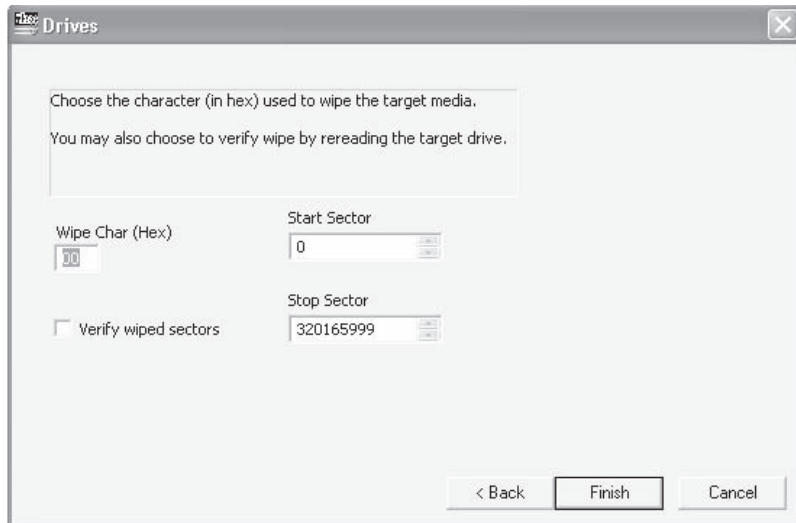 Drives
Choose the character (in hex) used to wipe the target media.
You may also choose to verify wipe by rereading the target drive.
Wipe Char (Hex)
00
Start Sector
0
Verify wiped sectors
Stop Sector
320165999
< Back
Finish
Cancel